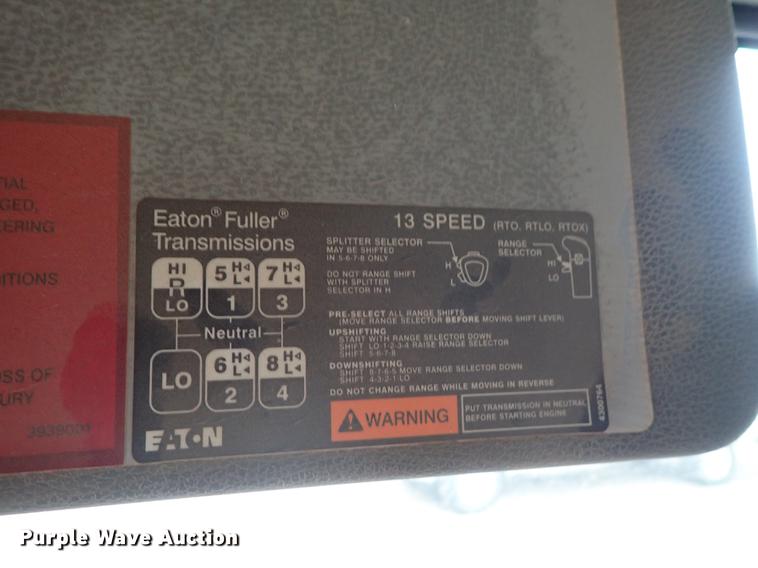 TIAL
GED,
EERING
DITIONS
OSS OF
URY
3939001
Eaton® Fuller®
Transmissions
13 SPEED (RTO, RTLO, RTOX)
SPLITTER SELECTOR
MAY BE SHIFTED
IN 5-6-7-8 ONLY
DO NOT RANGE SHIFT
WITH SPLITTER
SELECTOR IN H
H
L
RANGE
SELECTOR
HI
LO
HI
R
LO
5 H
L
1
7 H
L
3
Neutral
LO
6 H
L
2
8 H
L
4
PRE-SELECT ALL RANGE SHIFTS
(MOVE RANGE SELECTOR BEFORE MOVING SHIFT LEVER)
UPSHIFTING
START WITH RANGE SELECTOR DOWN
SHIFT LO-1-2-3-4 RAISE RANGE SELECTOR
SHIFT 5-6-7-8
DOWNSHIFTING
SHIFT 8-7-6-5 MOVE RANGE SELECTOR DOWN
SHIFT 4-3-2-1 LO
DO NOT CHANGE RANGE WHILE MOVING IN REVERSE
WARNING
PUT TRANSMISSION IN NEUTRAL
BEFORE STARTING ENGINE
4300764
EATON
Purple Wave Auction